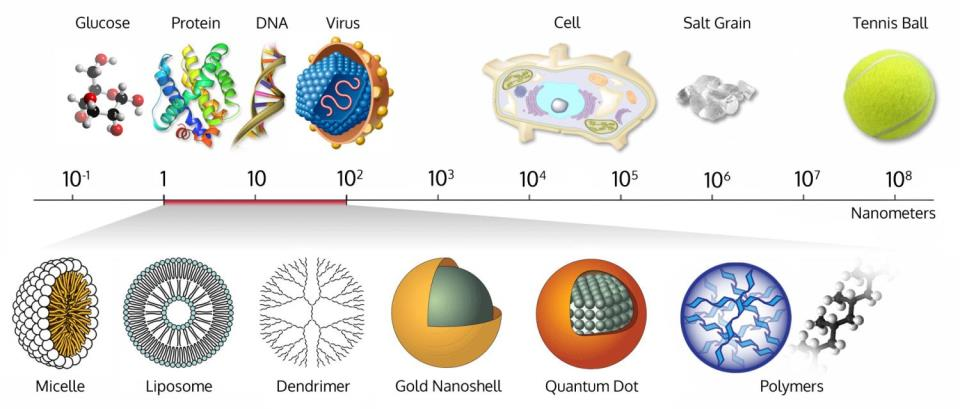 Glucose Protein DNA Virus Cell Salt Grain Tennis Ball
10⁻¹ 1 10 10² 10³ 10⁴ 10⁵ 10⁶ 10⁷ 10⁸
Nanometers
Micelle Liposome Dendrimer Gold Nanoshell Quantum Dot Polymers